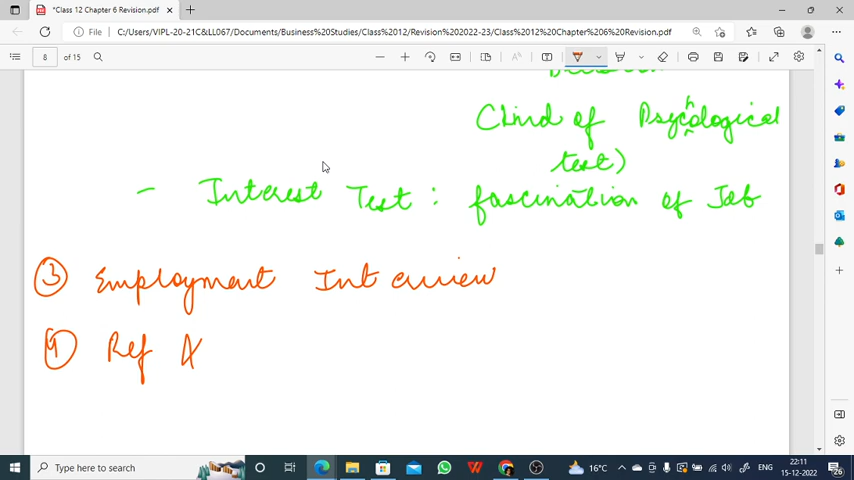 *Class 12 Chapter 6 Revision.pdf
File
C:/Users/VIPL-20-21C&LL067/Documents/Business%20Studies/Class%2012/Revision%202022-23/Class%2012%20Chapter%206%20Revision.pdf
8 of 15
(kind of Psychological
test)
- Interest Test : fascination of Job
③ Employment Interview
④ Ref
Type here to search
16°C
ENG
22:11
15-12-2022
26